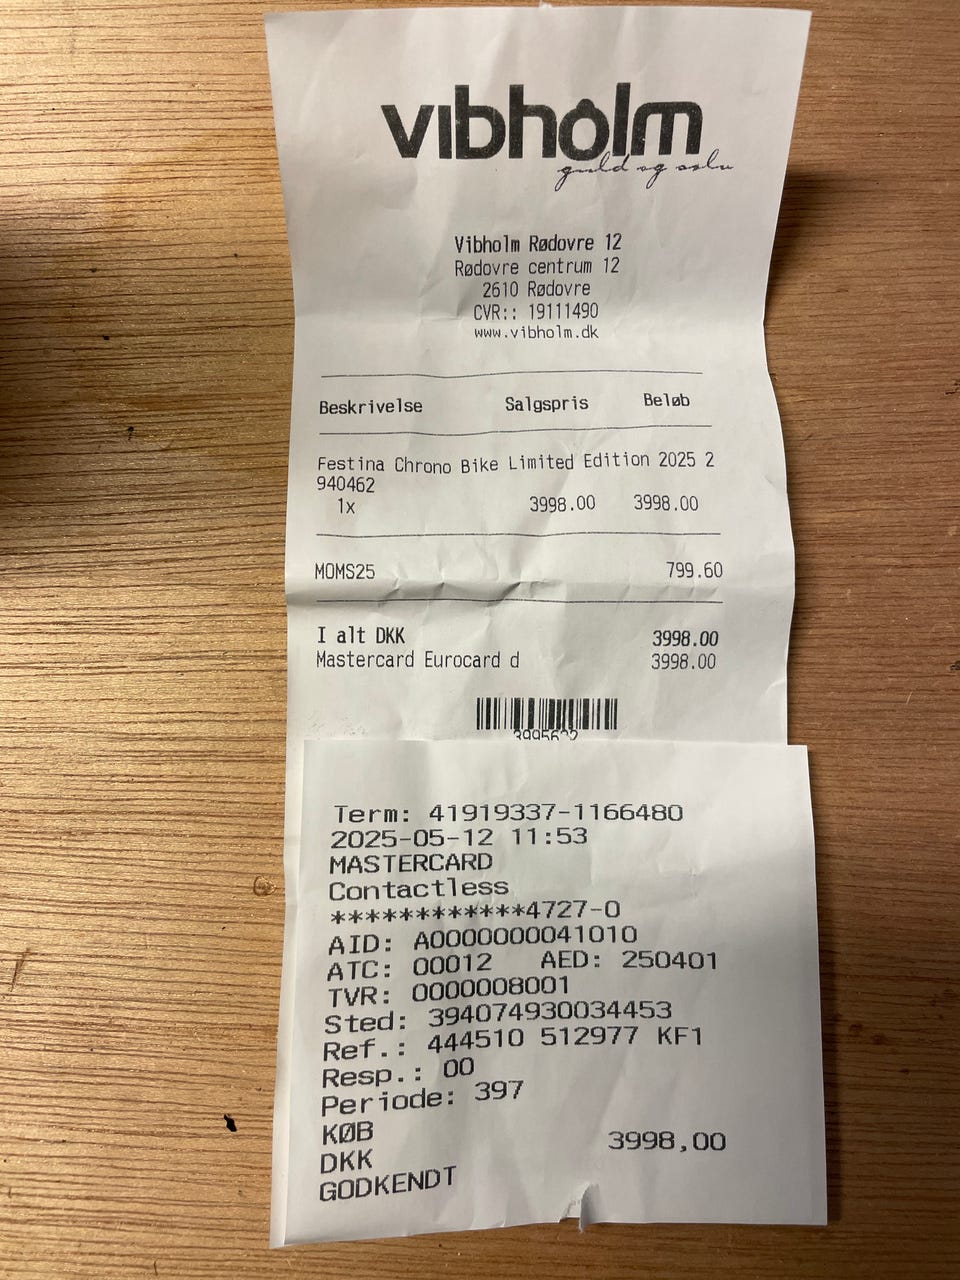 vibholm
guld og sølv
Vibholm Rødovre 12
Rødovre centrum 12
2610 Rødovre
CVR:: 19111490
www.vibholm.dk
Beskrivelse Salgspris Beløb
Festina Chrono Bike Limited Edition 2025 2
940462
1x 3998.00 3998.00
MOMS25 799.60
I alt DKK 3998.00
Mastercard Eurocard d 3998.00
Term: 41919337-1166480
2025-05-12 11:53
MASTERCARD
Contactless
************4727-0
AID: A0000000041010
ATC: 00012 AED: 250401
TVR: 0000008001
Sted: 394074930034453
Ref.: 444510 512977 KF1
Resp.: 00
Periode: 397
KØB
DKK 3998,00
GODKENDT